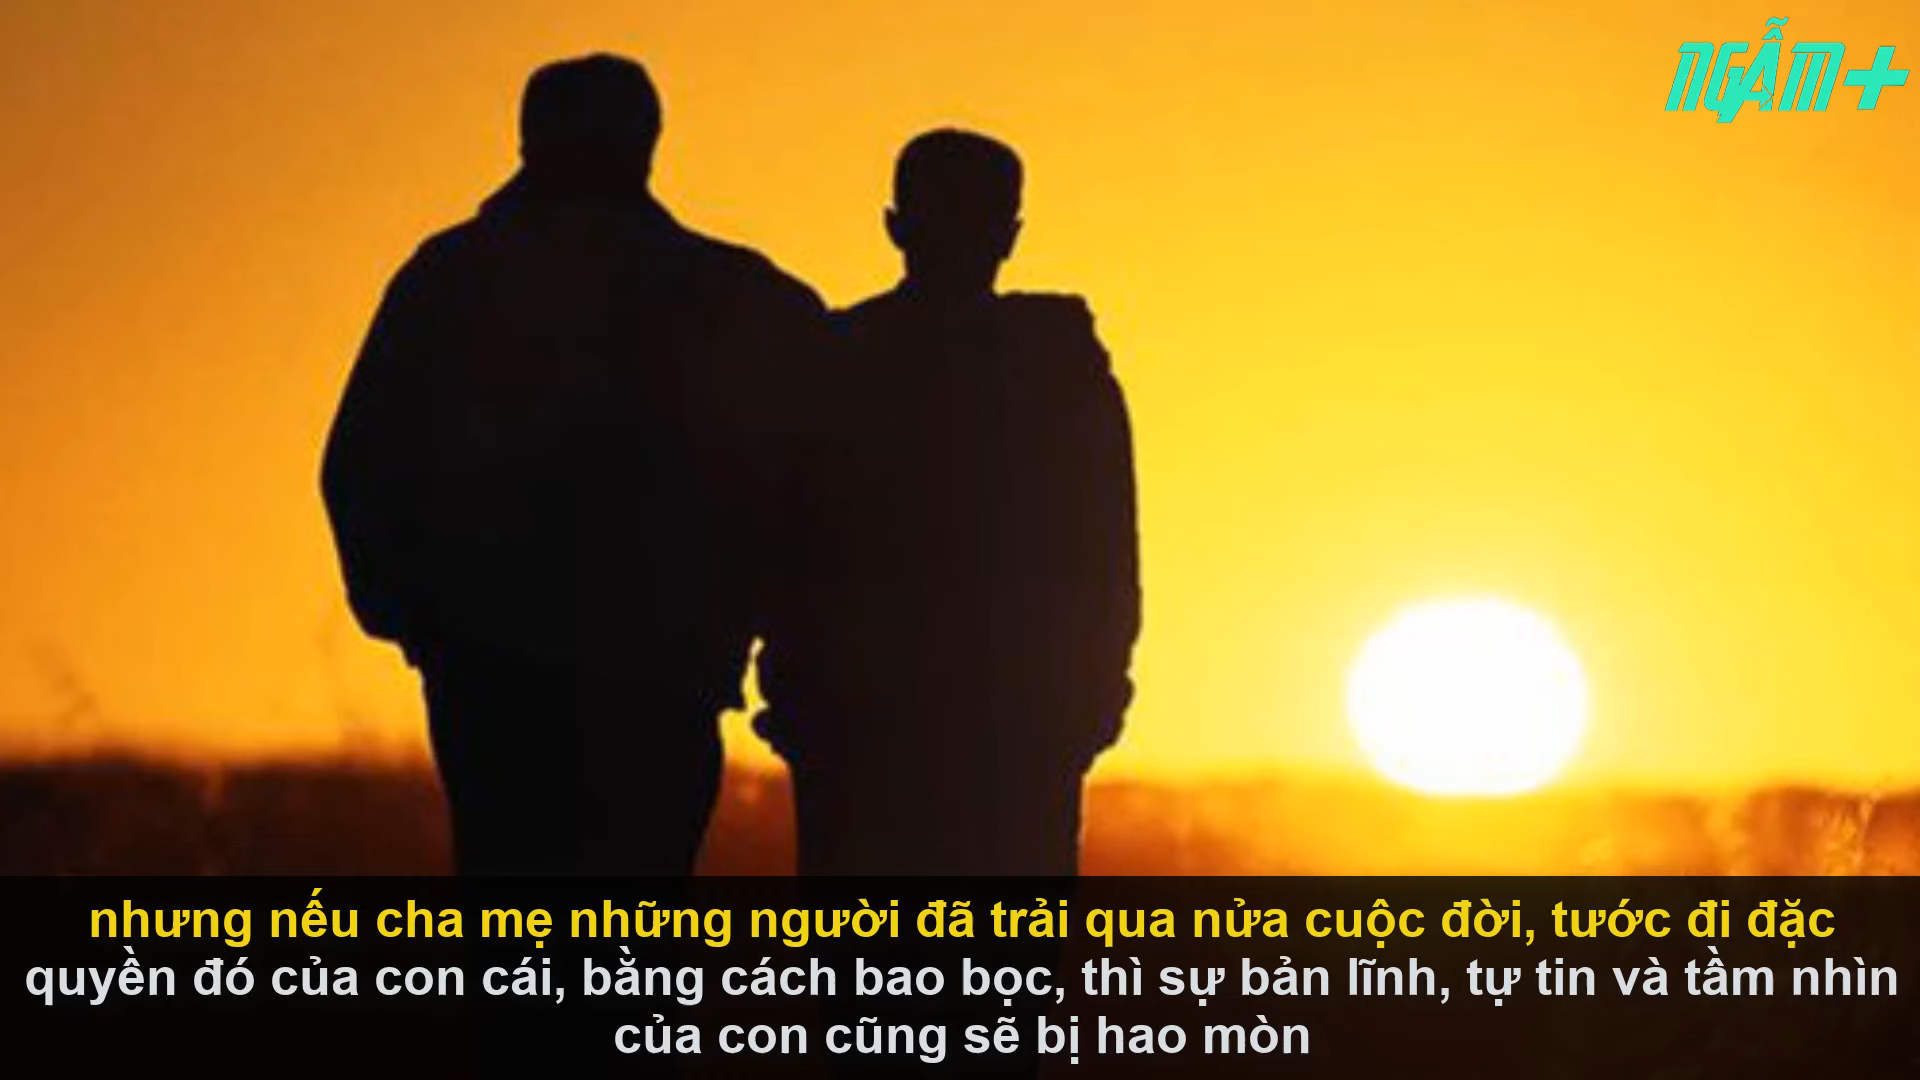 NGẪM+
nhưng nếu cha mẹ những người đã trải qua nửa cuộc đời, tước đi đặc
quyền đó của con cái, bằng cách bao bọc, thì sự bản lĩnh, tự tin và tầm nhìn
của con cũng sẽ bị hao mòn